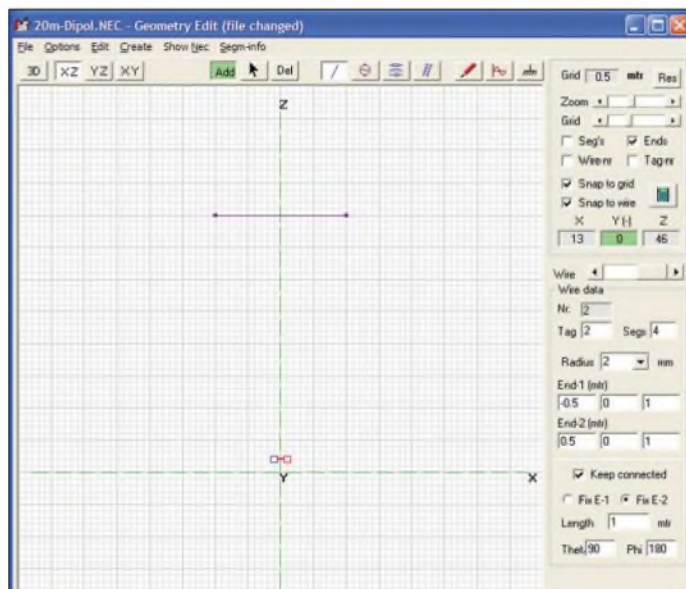 20m-Dipol.NEC - Geometry Edit (file changed)
File Options Edit Create Show Nec Segm-info
3D XZ YZ XY Add Del
Grid 0.5 mtr Res
Zoom
Grid
Seg's Ends
Wire-nr Tag-nr
Snap to grid
Snap to wire
X Y (-) Z
13 0 46
Wire
Wire data
Nr. 2
Tag 2 Segs 4
Radius 2 mm
End-1 (mtr)
-0.5 0 1
End-2 (mtr)
0.5 0 1
Keep connected
Fix E-1 Fix E-2
Length 1 mtr
Thet. 90 Phi 180
Z
Y
X